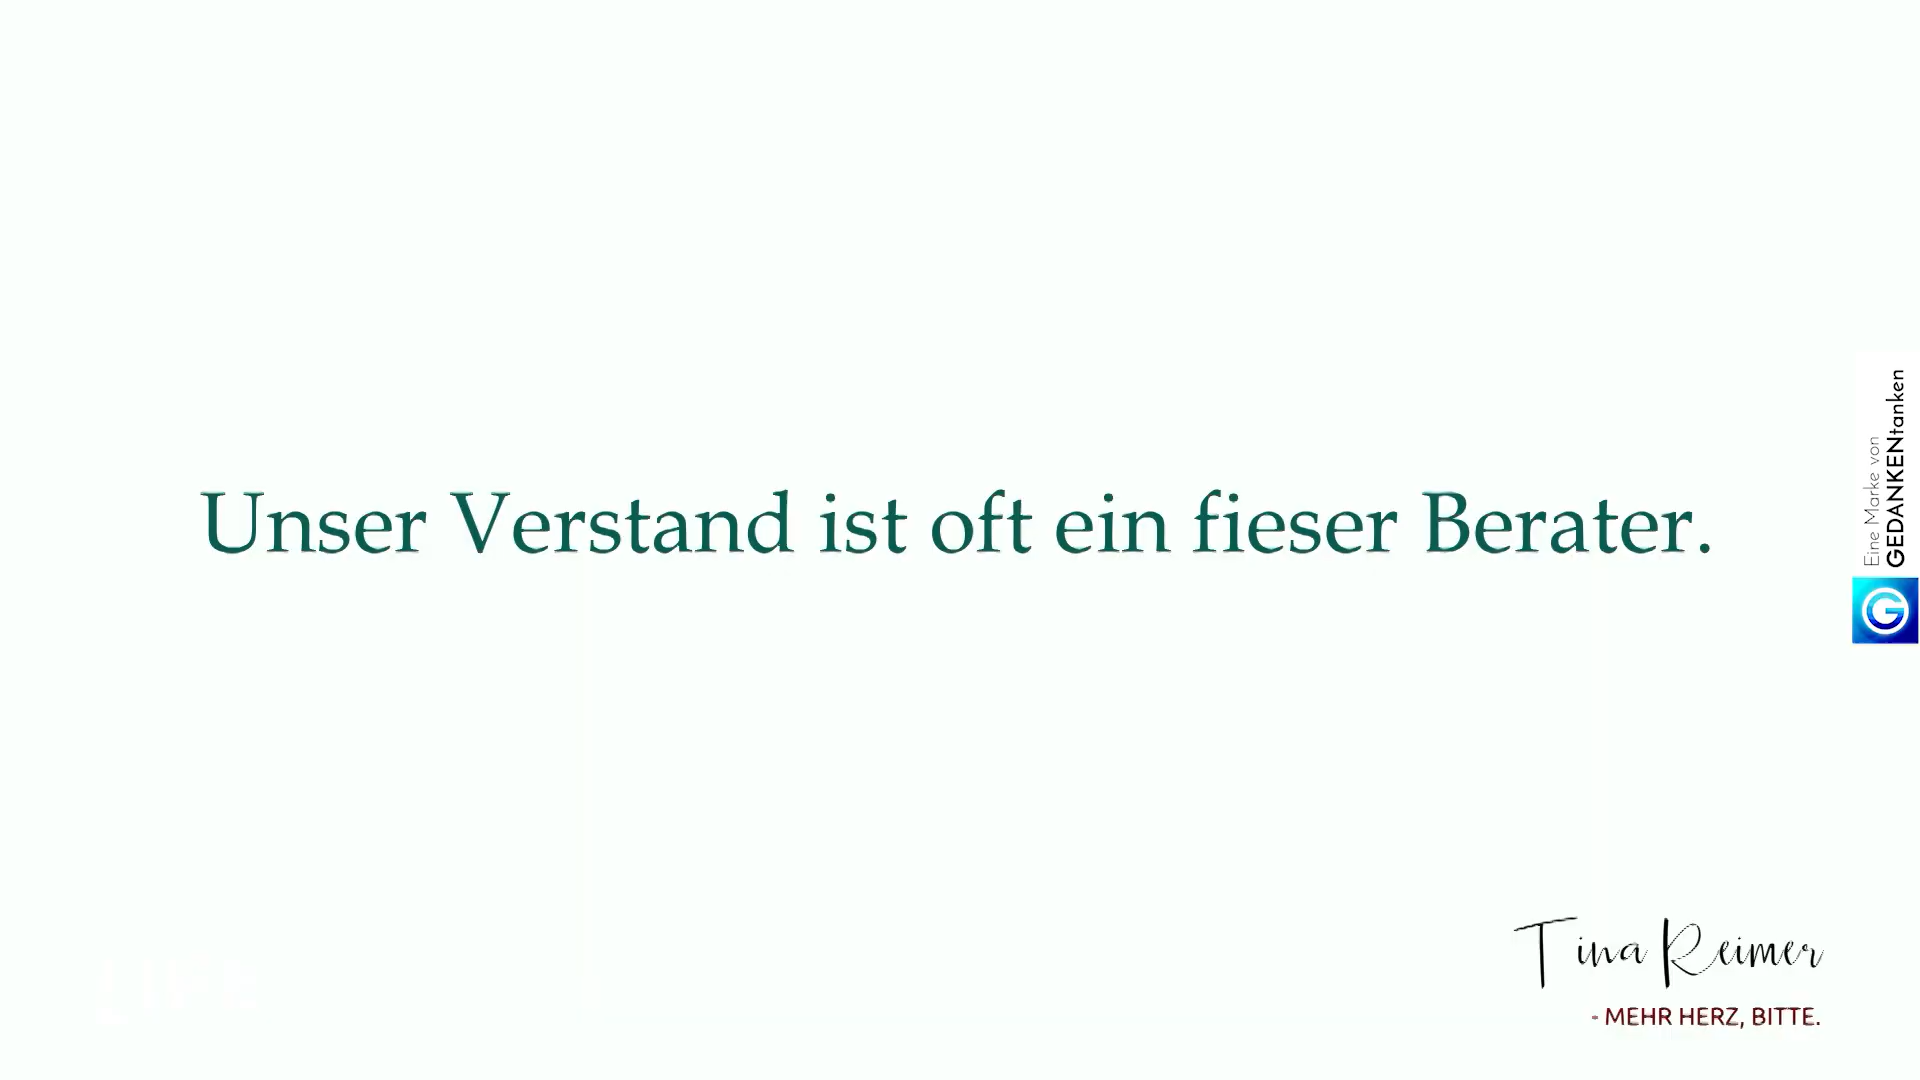 Unser Verstand ist oft ein fieser Berater.
Eine Marke von
GEDANKENtanken
G
Tina Reimer
- MEHR HERZ, BITTE.